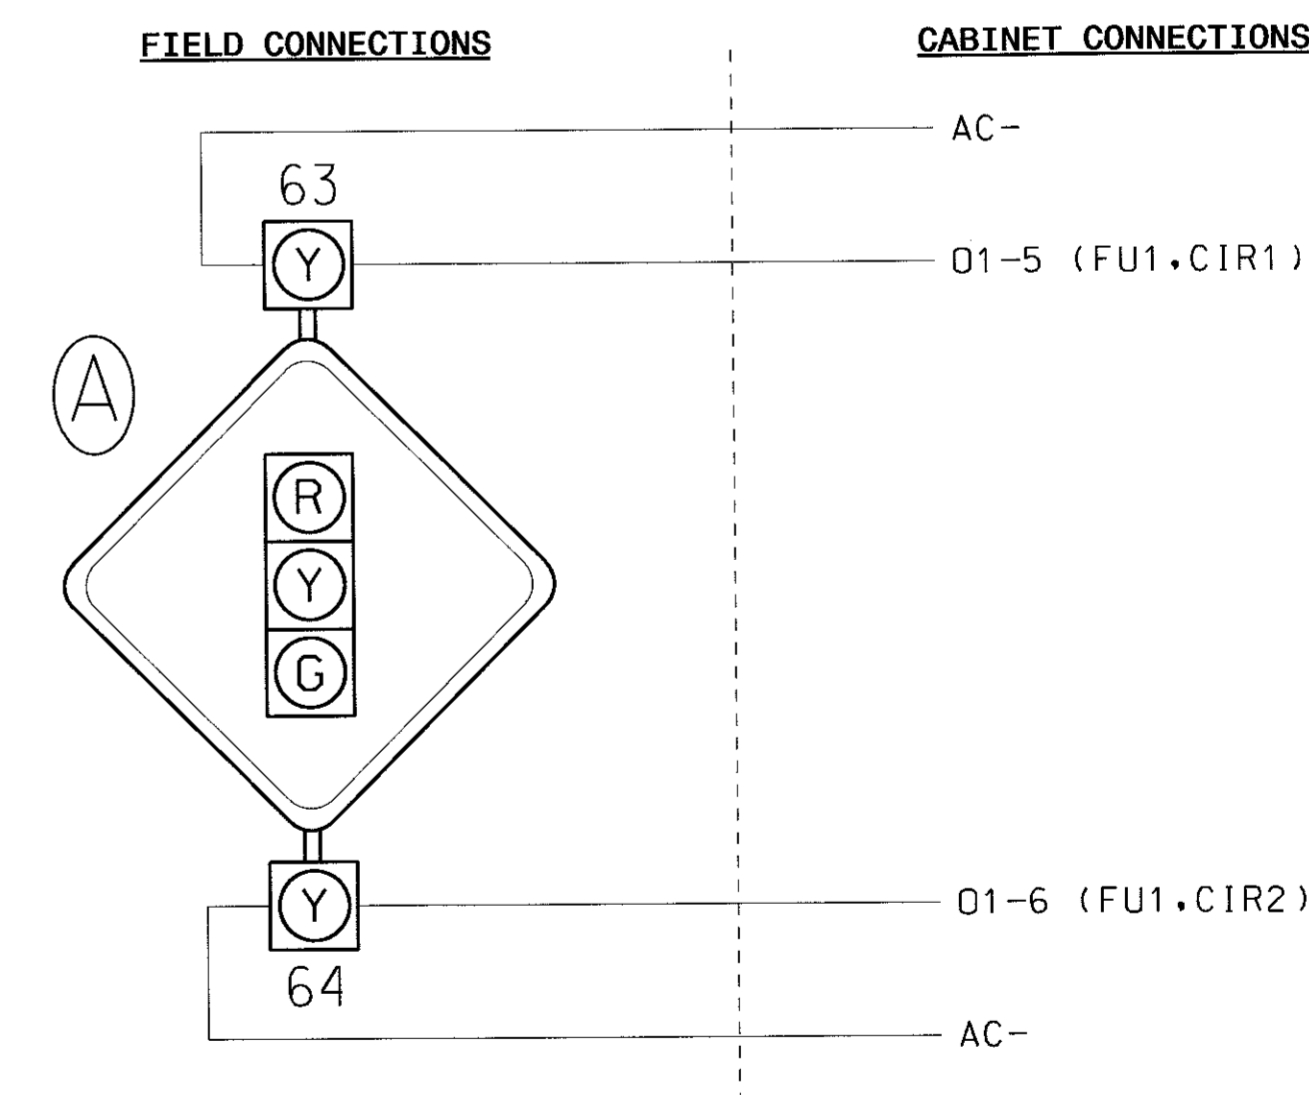 FIELD CONNECTIONS
CABINET CONNECTIONS
AC-
63
Y
01-5 (FU1,CIR1)
A
R
Y
G
Y
01-6 (FU1,CIR2)
64
AC-